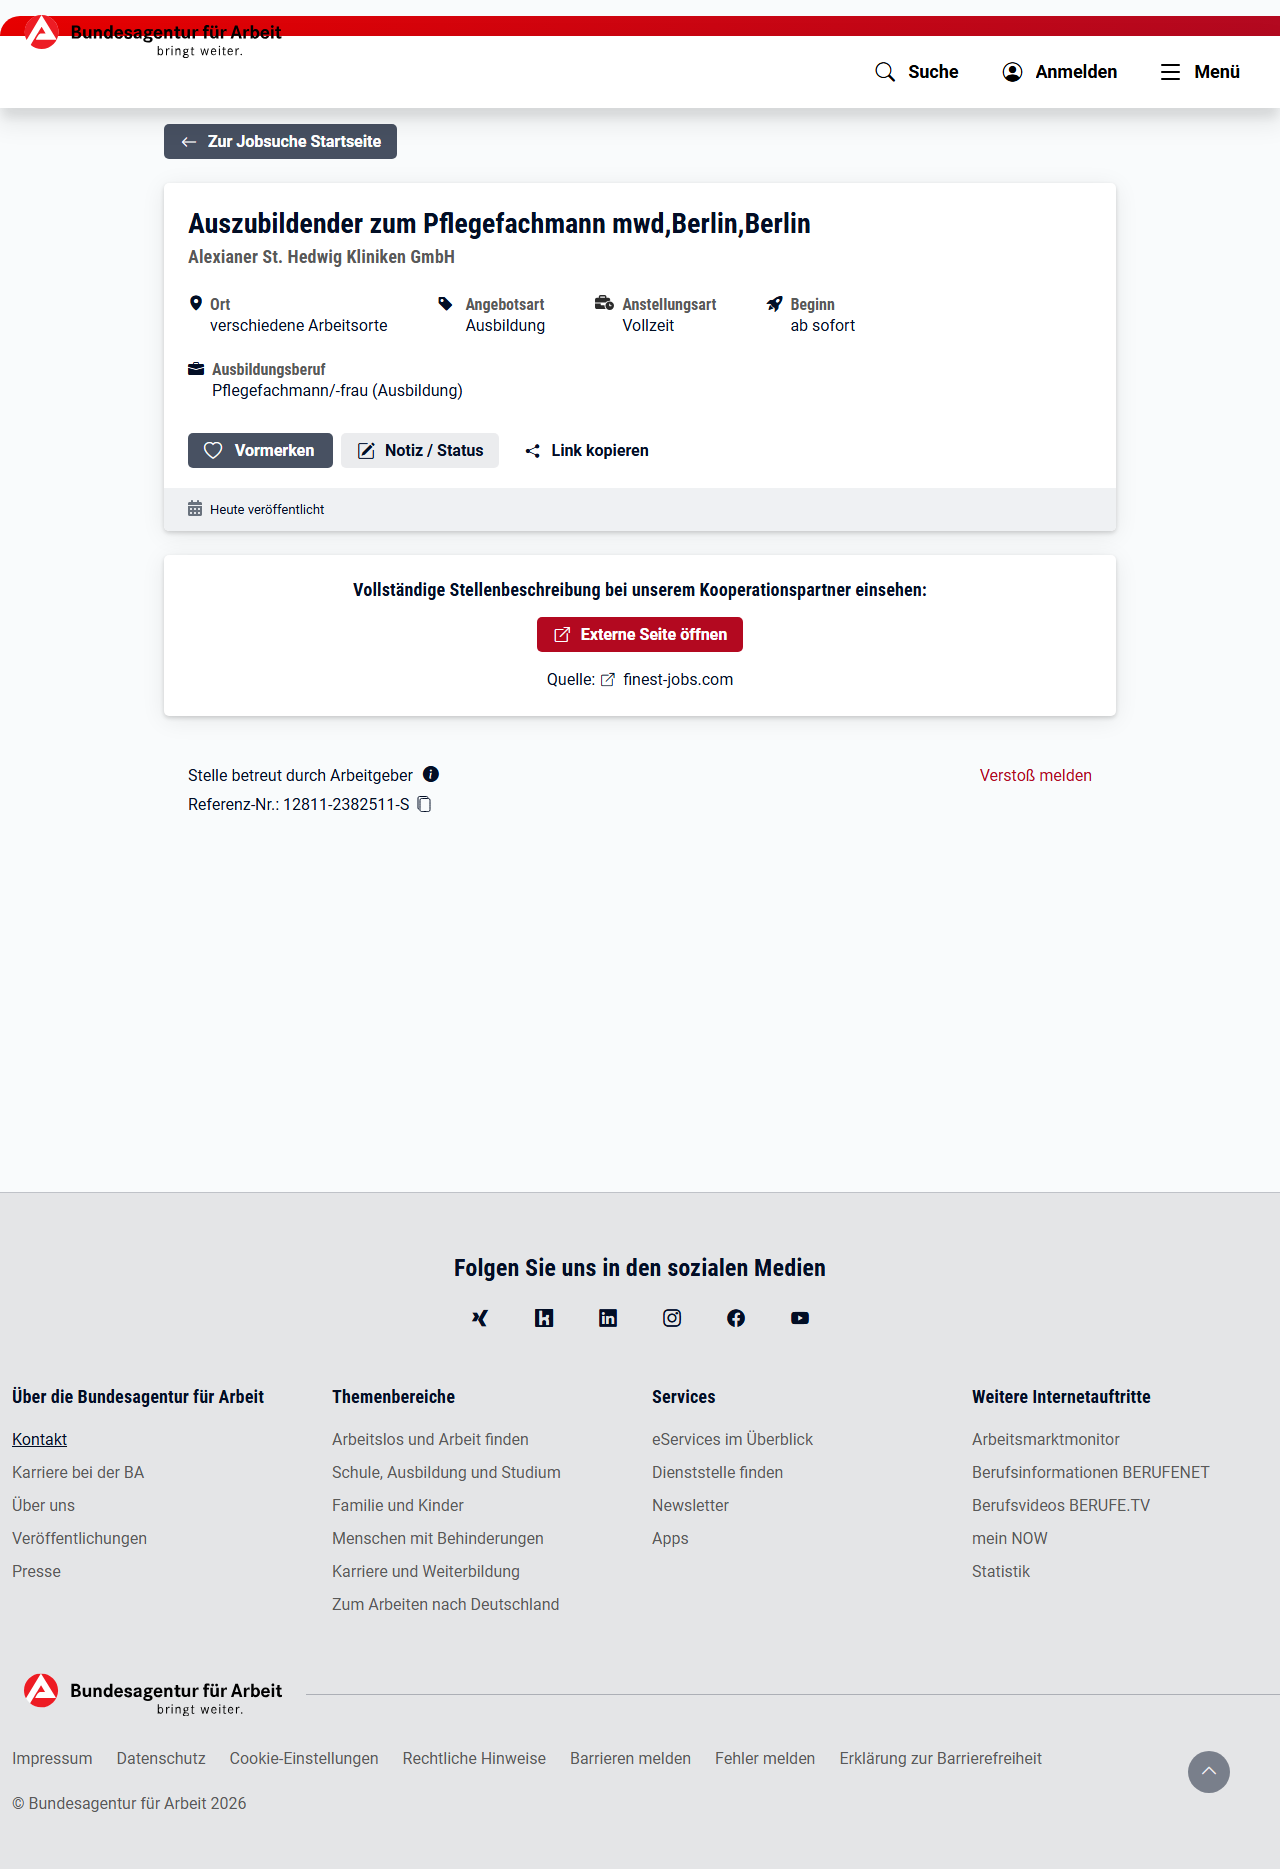 Bundesagentur für Arbeit
bringt weiter.
Suche
Anmelden
Menü
Zur Jobsuche Startseite
Auszubildender zum Pflegefachmann mwd,Berlin,Berlin
Alexianer St. Hedwig Kliniken GmbH
Ort
verschiedene Arbeitsorte
Angebotsart
Ausbildung
Anstellungsart
Vollzeit
Beginn
ab sofort
Ausbildungsberuf
Pflegefachmann/-frau (Ausbildung)
Vormerken
Notiz / Status
Link kopieren
Heute veröffentlicht
Vollständige Stellenbeschreibung bei unserem Kooperationspartner einsehen:
Externe Seite öffnen
Quelle: finest-jobs.com
Stelle betreut durch Arbeitgeber
Verstoß melden
Referenz-Nr.: 12811-2382511-S
Folgen Sie uns in den sozialen Medien
Über die Bundesagentur für Arbeit
Kontakt
Karriere bei der BA
Über uns
Veröffentlichungen
Presse
Themenbereiche
Arbeitslos und Arbeit finden
Schule, Ausbildung und Studium
Familie und Kinder
Menschen mit Behinderungen
Karriere und Weiterbildung
Zum Arbeiten nach Deutschland
Services
eServices im Überblick
Dienststelle finden
Newsletter
Apps
Weitere Internetauftritte
Arbeitsmarktmonitor
Berufsinformationen BERUFENET
Berufsvideos BERUFE.TV
mein NOW
Statistik
Bundesagentur für Arbeit
bringt weiter.
Impressum
Datenschutz
Cookie-Einstellungen
Rechtliche Hinweise
Barrieren melden
Fehler melden
Erklärung zur Barrierefreiheit
© Bundesagentur für Arbeit 2026